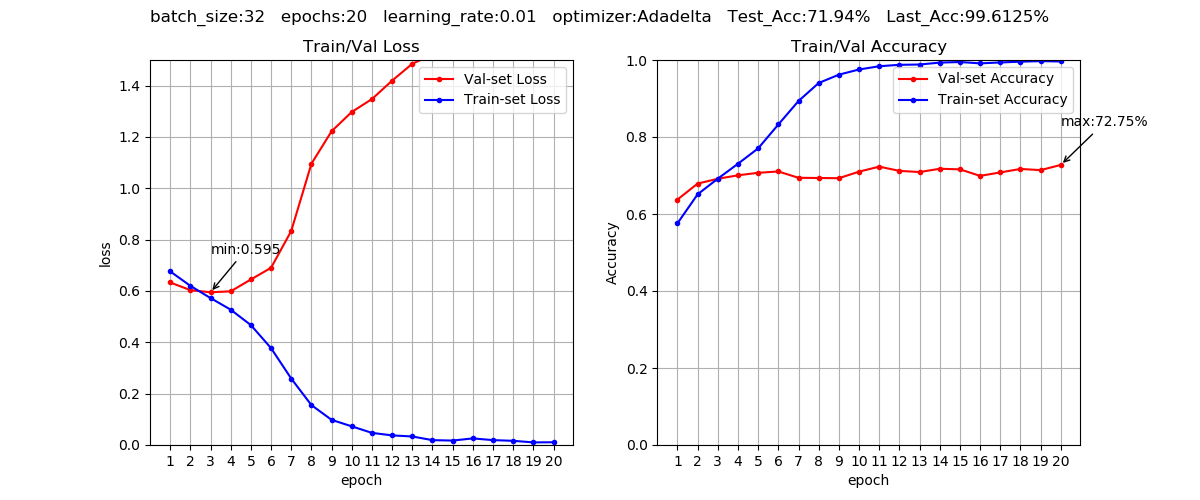 batch_size:32 epochs:20 learning_rate:0.01 optimizer:Adadelta Test_Acc:71.94% Last_Acc:99.6125%
Train/Val Loss
Val-set Loss
Train-set Loss
min:0.595
loss
1.4
1.2
1.0
0.8
0.6
0.4
0.2
0.0
1 2 3 4 5 6 7 8 9 10 11 12 13 14 15 16 17 18 19 20
epoch
Train/Val Accuracy
Val-set Accuracy
Train-set Accuracy
max:72.75%
Accuracy
1.0
0.8
0.6
0.4
0.2
0.0
1 2 3 4 5 6 7 8 9 10 11 12 13 14 15 16 17 18 19 20
epoch